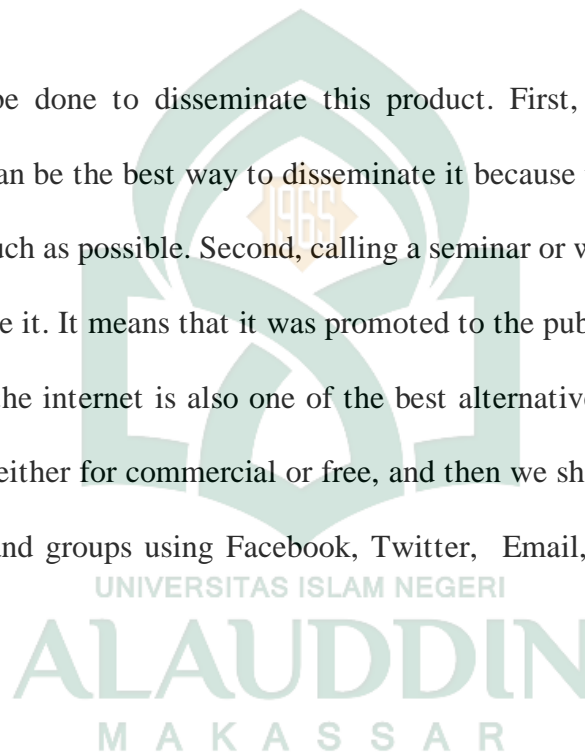 be done to disseminate this product. First,
an be the best way to disseminate it because
uch as possible. Second, calling a seminar or
1965
e it. It means that it was promoted to the pub
he internet is also one of the best alternative
either for commercial or free, and then we sh
nd groups using Facebook, Twitter, Email,
UNIVERSITAS ISLAM NEGERI
ALAUDDIN
MAKASSAR